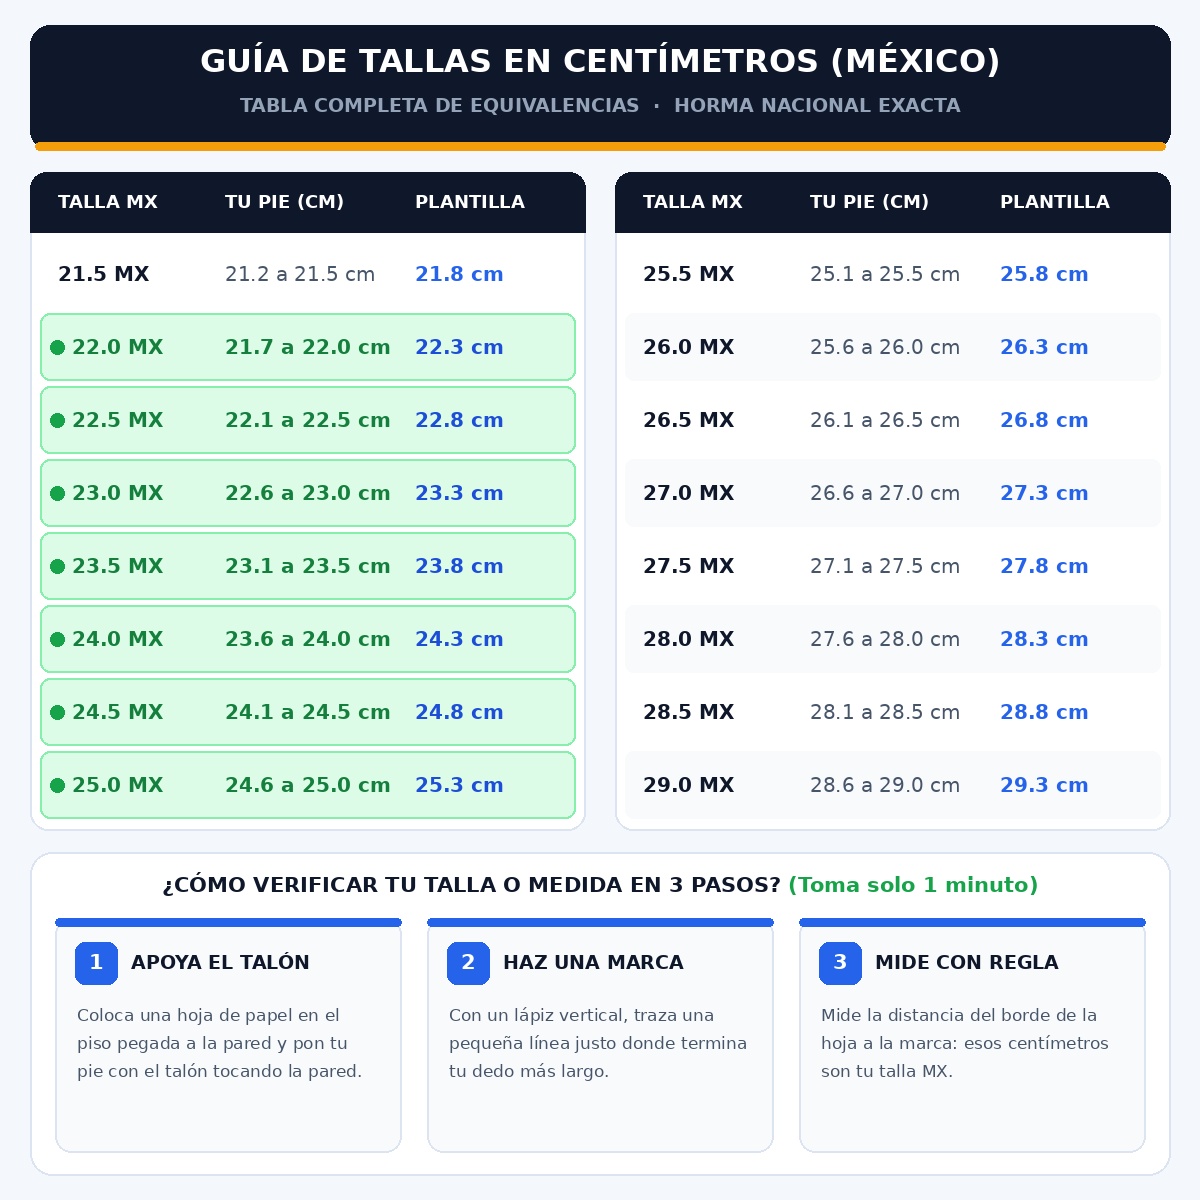 GUÍA DE TALLAS EN CENTÍMETROS (MÉXICO)
TABLA COMPLETA DE EQUIVALENCIAS · HORMA NACIONAL EXACTA
TALLA MX TU PIE (CM) PLANTILLA
21.5 MX 21.2 a 21.5 cm 21.8 cm
22.0 MX 21.7 a 22.0 cm 22.3 cm
22.5 MX 22.1 a 22.5 cm 22.8 cm
23.0 MX 22.6 a 23.0 cm 23.3 cm
23.5 MX 23.1 a 23.5 cm 23.8 cm
24.0 MX 23.6 a 24.0 cm 24.3 cm
24.5 MX 24.1 a 24.5 cm 24.8 cm
25.0 MX 24.6 a 25.0 cm 25.3 cm
TALLA MX TU PIE (CM) PLANTILLA
25.5 MX 25.1 a 25.5 cm 25.8 cm
26.0 MX 25.6 a 26.0 cm 26.3 cm
26.5 MX 26.1 a 26.5 cm 26.8 cm
27.0 MX 26.6 a 27.0 cm 27.3 cm
27.5 MX 27.1 a 27.5 cm 27.8 cm
28.0 MX 27.6 a 28.0 cm 28.3 cm
28.5 MX 28.1 a 28.5 cm 28.8 cm
29.0 MX 28.6 a 29.0 cm 29.3 cm
¿CÓMO VERIFICAR TU TALLA O MEDIDA EN 3 PASOS? (Toma solo 1 minuto)
1 APOYA EL TALÓN
Coloca una hoja de papel en el
piso pegada a la pared y pon tu
pie con el talón tocando la pared.
2 HAZ UNA MARCA
Con un lápiz vertical, traza una
pequeña línea justo donde termina
tu dedo más largo.
3 MIDE CON REGLA
Mide la distancia del borde de la
hoja a la marca: esos centímetros
son tu talla MX.